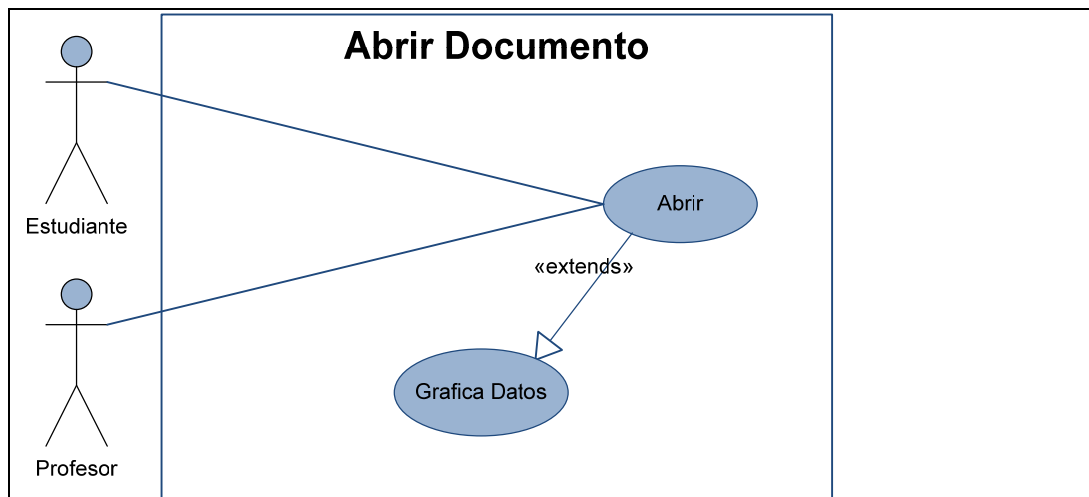 Abrir Documento
Estudiante
Abrir
«extends»
Grafica Datos
Profesor